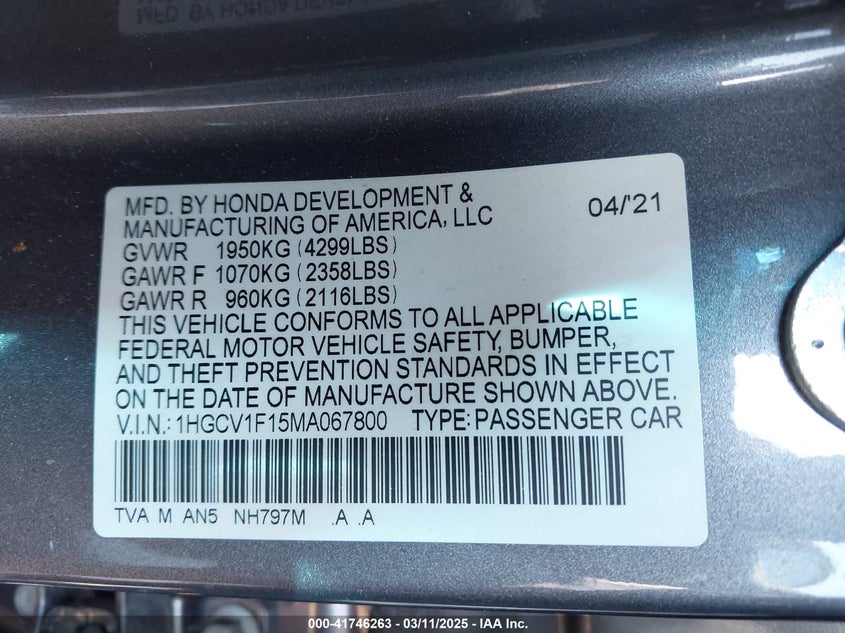 MFD. BY HONDA DEVELOPMENT &
MANUFACTURING OF AMERICA, LLC 04/'21
GVWR 1950KG (4299LBS)
GAWR F 1070KG (2358LBS)
GAWR R 960KG (2116LBS)
THIS VEHICLE CONFORMS TO ALL APPLICABLE
FEDERAL MOTOR VEHICLE SAFETY, BUMPER,
AND THEFT PREVENTION STANDARDS IN EFFECT
ON THE DATE OF MANUFACTURE SHOWN ABOVE.
V.I.N.: 1HGCV1F15MA067800 TYPE: PASSENGER CAR
TVA M AN5 NH797M .A .A
000-41746263 - 03/11/2025 - IAA Inc.